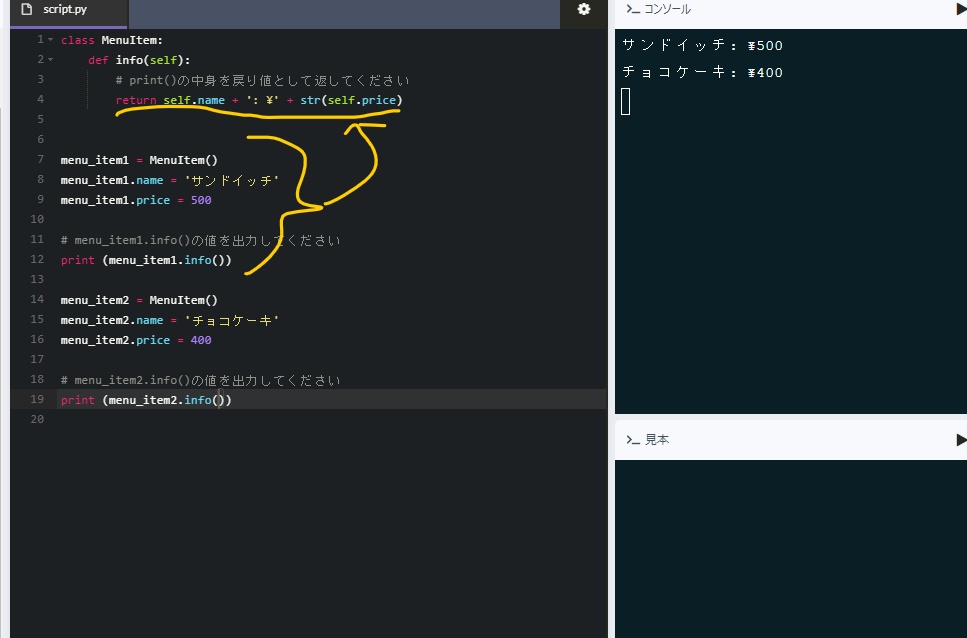 script.py
1 class MenuItem:
2 def info(self):
3 # print()の中身を戻り値として返してください
4 return self.name + ': ¥' + str(self.price)
5
6
7 menu_item1 = MenuItem()
8 menu_item1.name = 'サンドイッチ'
9 menu_item1.price = 500
10
11 # menu_item1.info()の値を出力してください
12 print (menu_item1.info())
13
14 menu_item2 = MenuItem()
15 menu_item2.name = 'チョコケーキ'
16 menu_item2.price = 400
17
18 # menu_item2.info()の値を出力してください
19 print (menu_item2.info())
20
>_ コンソール
サンドイッチ: ¥500
チョコケーキ: ¥400
>_ 見本